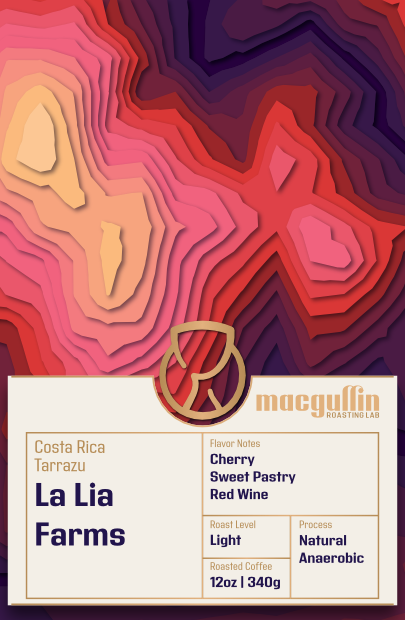 macguffin
ROASTING LAB
Costa Rica
Tarrazu
La Lia
Farms
Flavor Notes
Cherry
Sweet Pastry
Red Wine
Roast Level
Light
Process
Natural
Anaerobic
Roasted Coffee
12oz | 340g